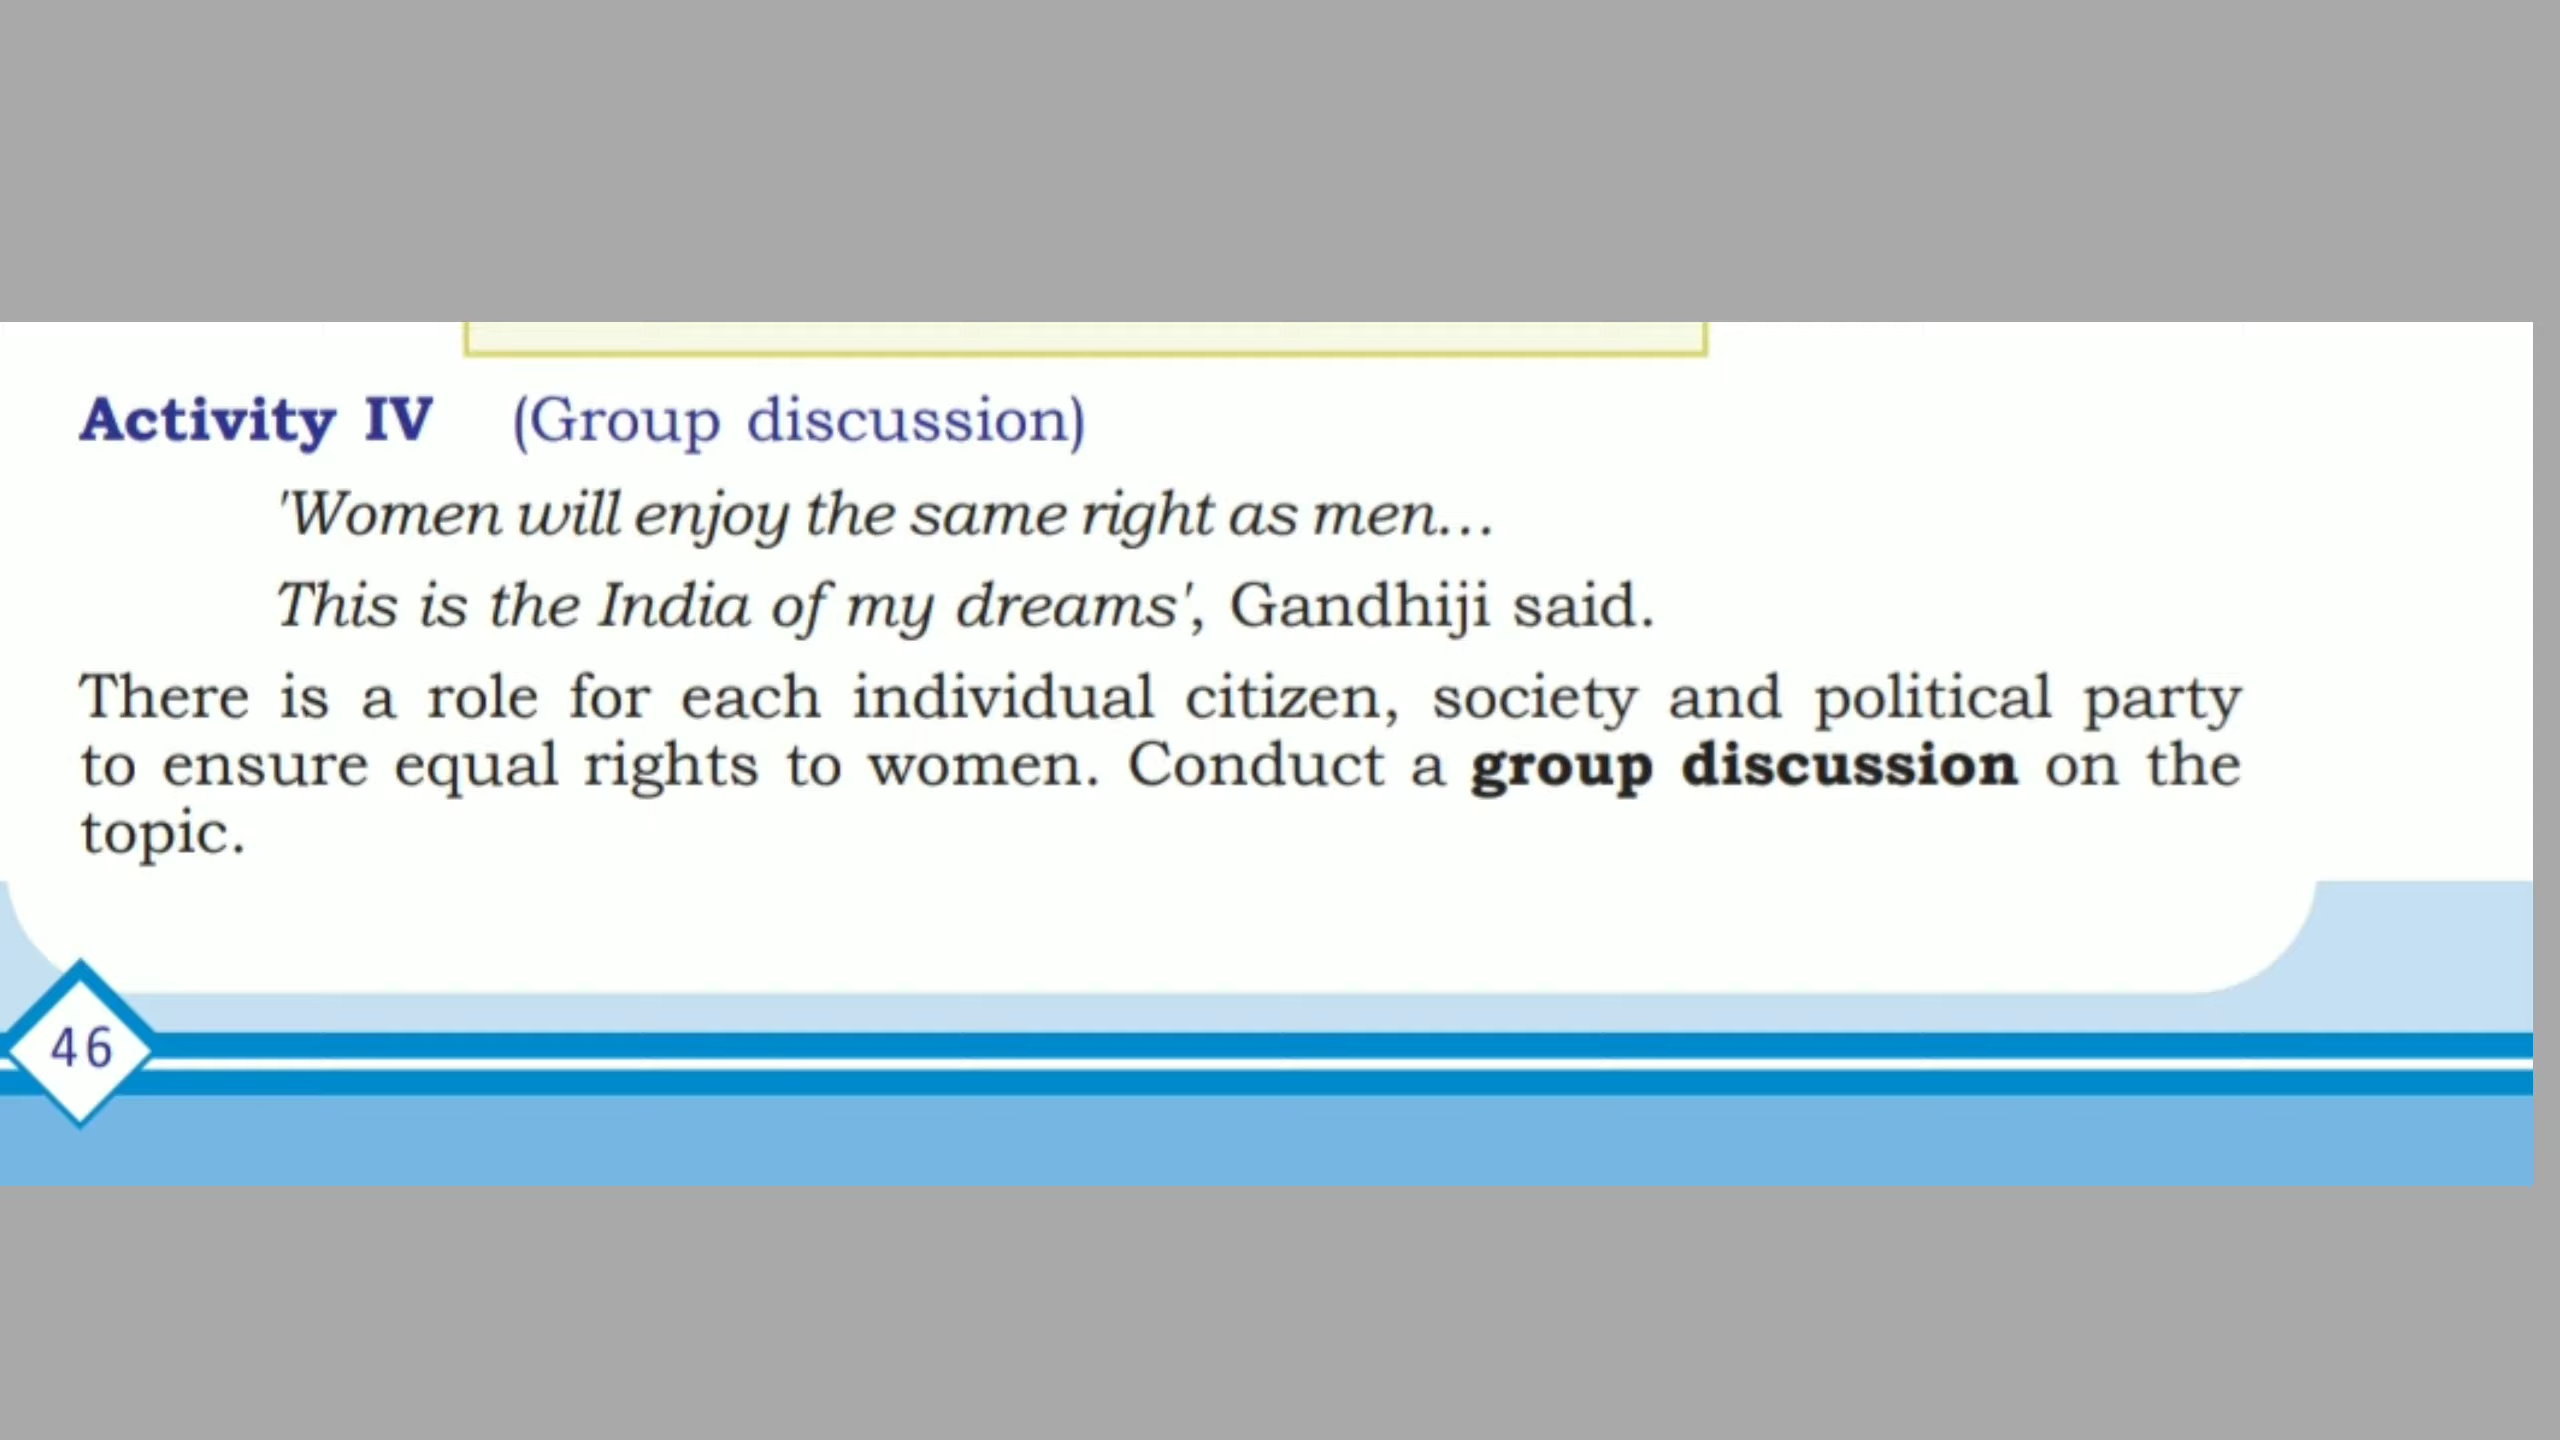 Activity IV (Group discussion)
'Women will enjoy the same right as men...
This is the India of my dreams', Gandhiji said.
There is a role for each individual citizen, society and political party
to ensure equal rights to women. Conduct a group discussion on the
topic.
46